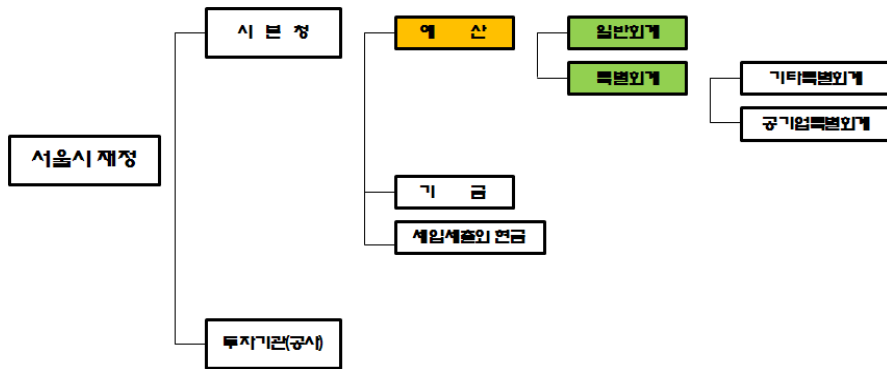 시 본 청
예 산
일반회계
특별회계
기타특별회계
공기업특별회계
서울시 재정
기 금
세입세출외 현금
투자기관(공사)